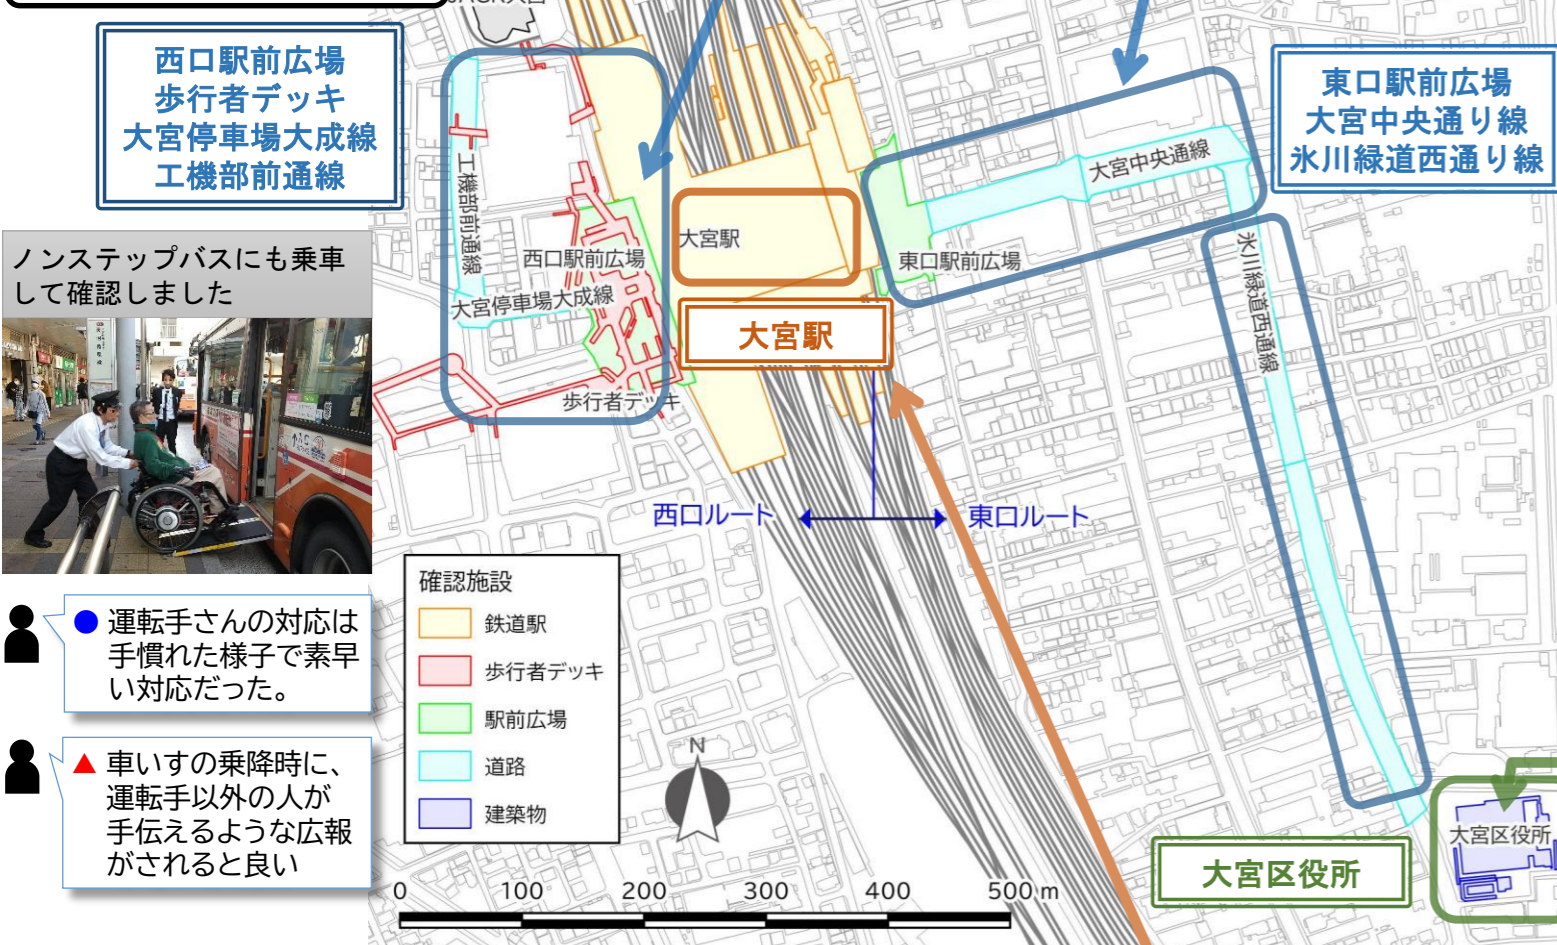 JACK大宮
西口駅前広場
歩行者デッキ
大宮停車場大成線
工機部前通線
東口駅前広場
大宮中央通り線
氷川緑道西通り線
ノンステップバスにも乗車
して確認しました
工機部前通線
西口駅前広場
大宮停車場大成線
歩行者デッキ
大宮駅
大宮駅
東口駅前広場
大宮中央通線
氷川緑道西通線
西口ルート
東口ルート
運転手さんの対応は
手慣れた様子で素早
い対応だった。
▲ 車いすの乗降時に、
運転手以外の人が
手伝えるような広報
がされると良い
確認施設
鉄道駅
歩行者デッキ
駅前広場
道路
建築物
N
0 100 200 300 400 500 m
大宮区役所
大宮区役所